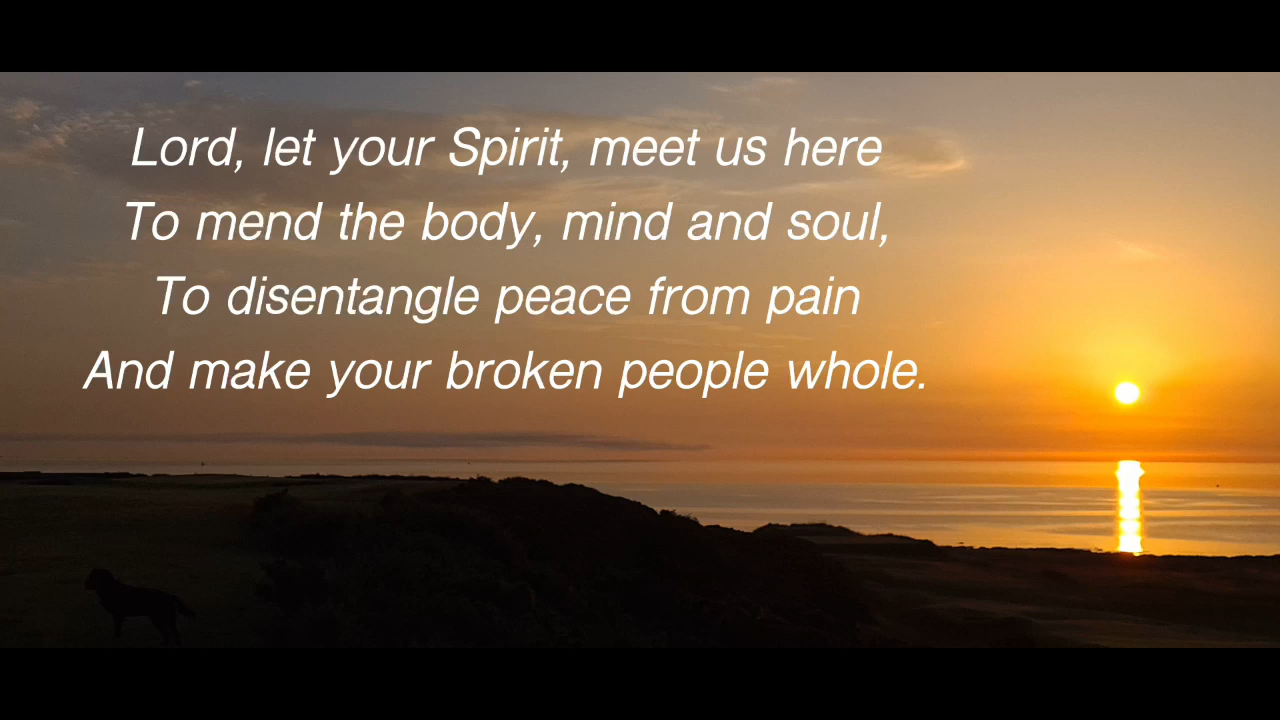 Lord, let your Spirit, meet us here
To mend the body, mind and soul,
To disentangle peace from pain
And make your broken people whole.